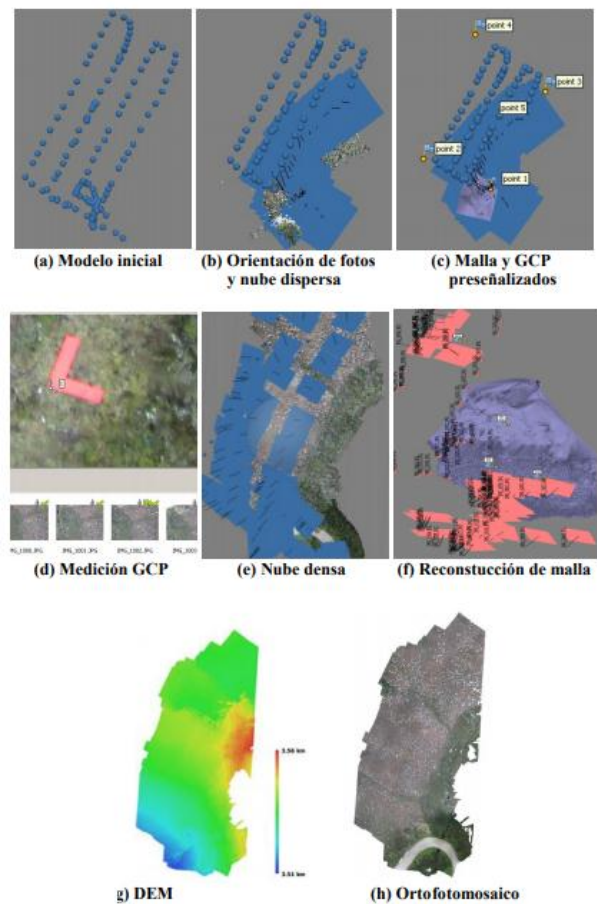 point 4
point 3
point 5
point 2
point 1
(a) Modelo inicial
(b) Orientación de fotos
y nube dispersa
(c) Malla y GCP
preseñalizados
(d) Medición GCP
(e) Nube densa
(f) Reconstucción de malla
3.56 km
3.51 km
g) DEM
(h) Ortofotomosaico